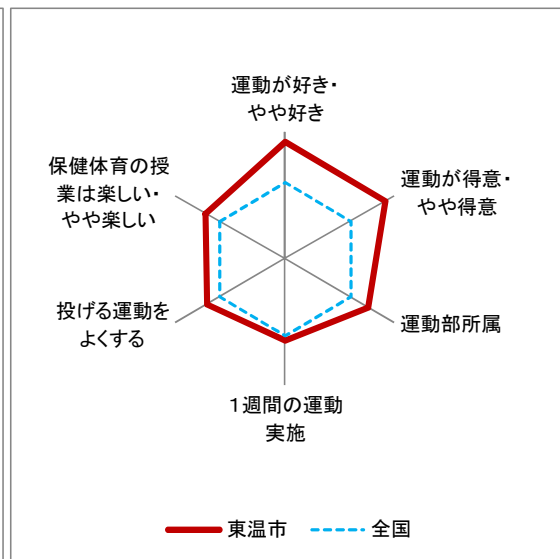 運動が好き・
やや好き
運動が得意・
やや得意
運動部所属
１週間の運動
実施
投げる運動を
よくする
保健体育の授
業は楽しい・
やや楽しい
東温市
全国